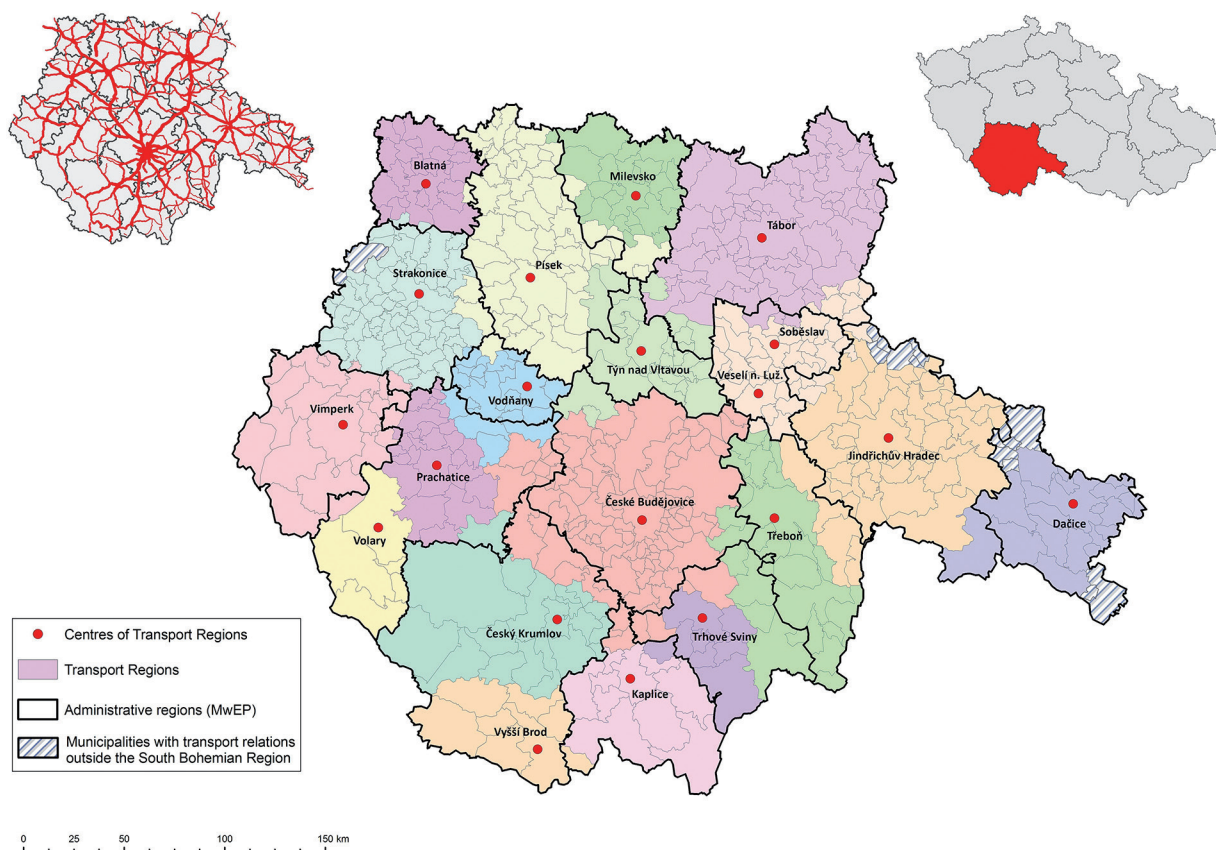 Blatná
Milevsko
Tábor
Strakonice
Písek
Soběslav
Týn nad Vltavou
Veselí n. Luž.
Vodňany
Vimperk
Jindřichův Hradec
Prachatice
České Budějovice
Dačice
Volary
Třeboň
Český Krumlov
Trhové Sviny
Kaplice
Vyšší Brod
Centres of Transport Regions
Transport Regions
Administrative regions (MwEP)
Municipalities with transport relations
outside the South Bohemian Region
0 25 50 100 150 km